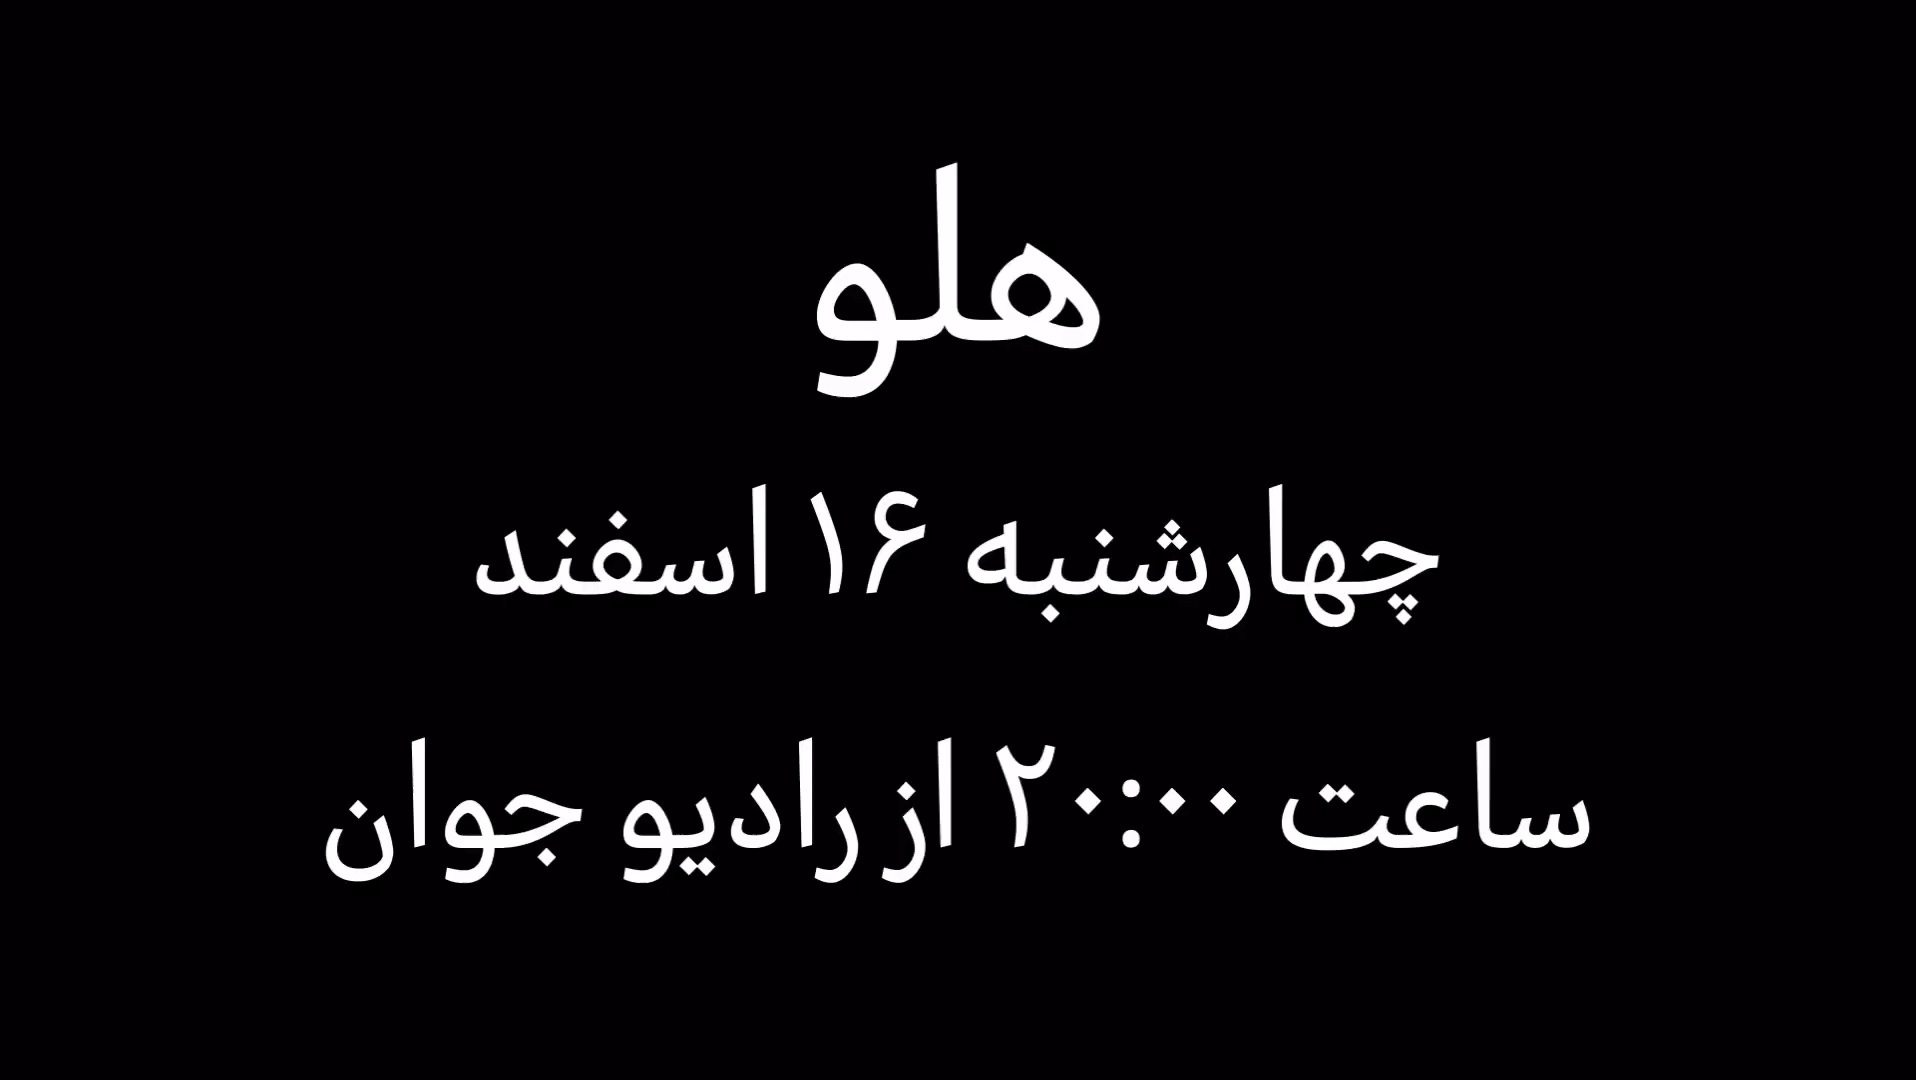 هلو
چهارشنبه ۱۶ اسفند
ساعت ۲۰:۰۰ از رادیو جوان